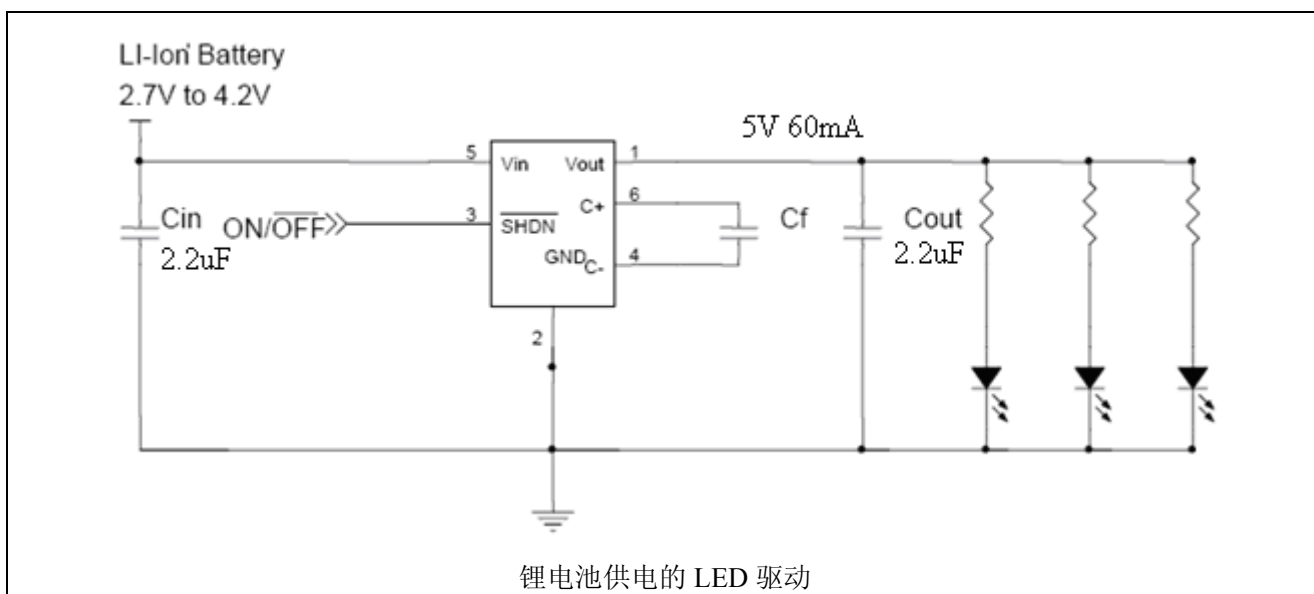 LI-Ion Battery
2.7V to 4.2V
5V 60mA
5
Vin
Vout
1
Cin
2.2uF
ON/OFF
3
SHDN
C+
6
Cf
Cout
2.2uF
GND
C-
4
2
锂电池供电的 LED 驱动